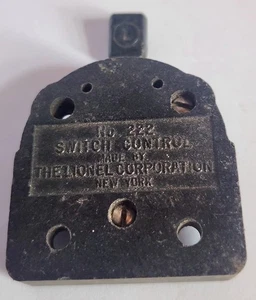 L
No. 222
SWITCH CONTROL
MADE BY
THE LIONEL CORPORATION
NEW YORK